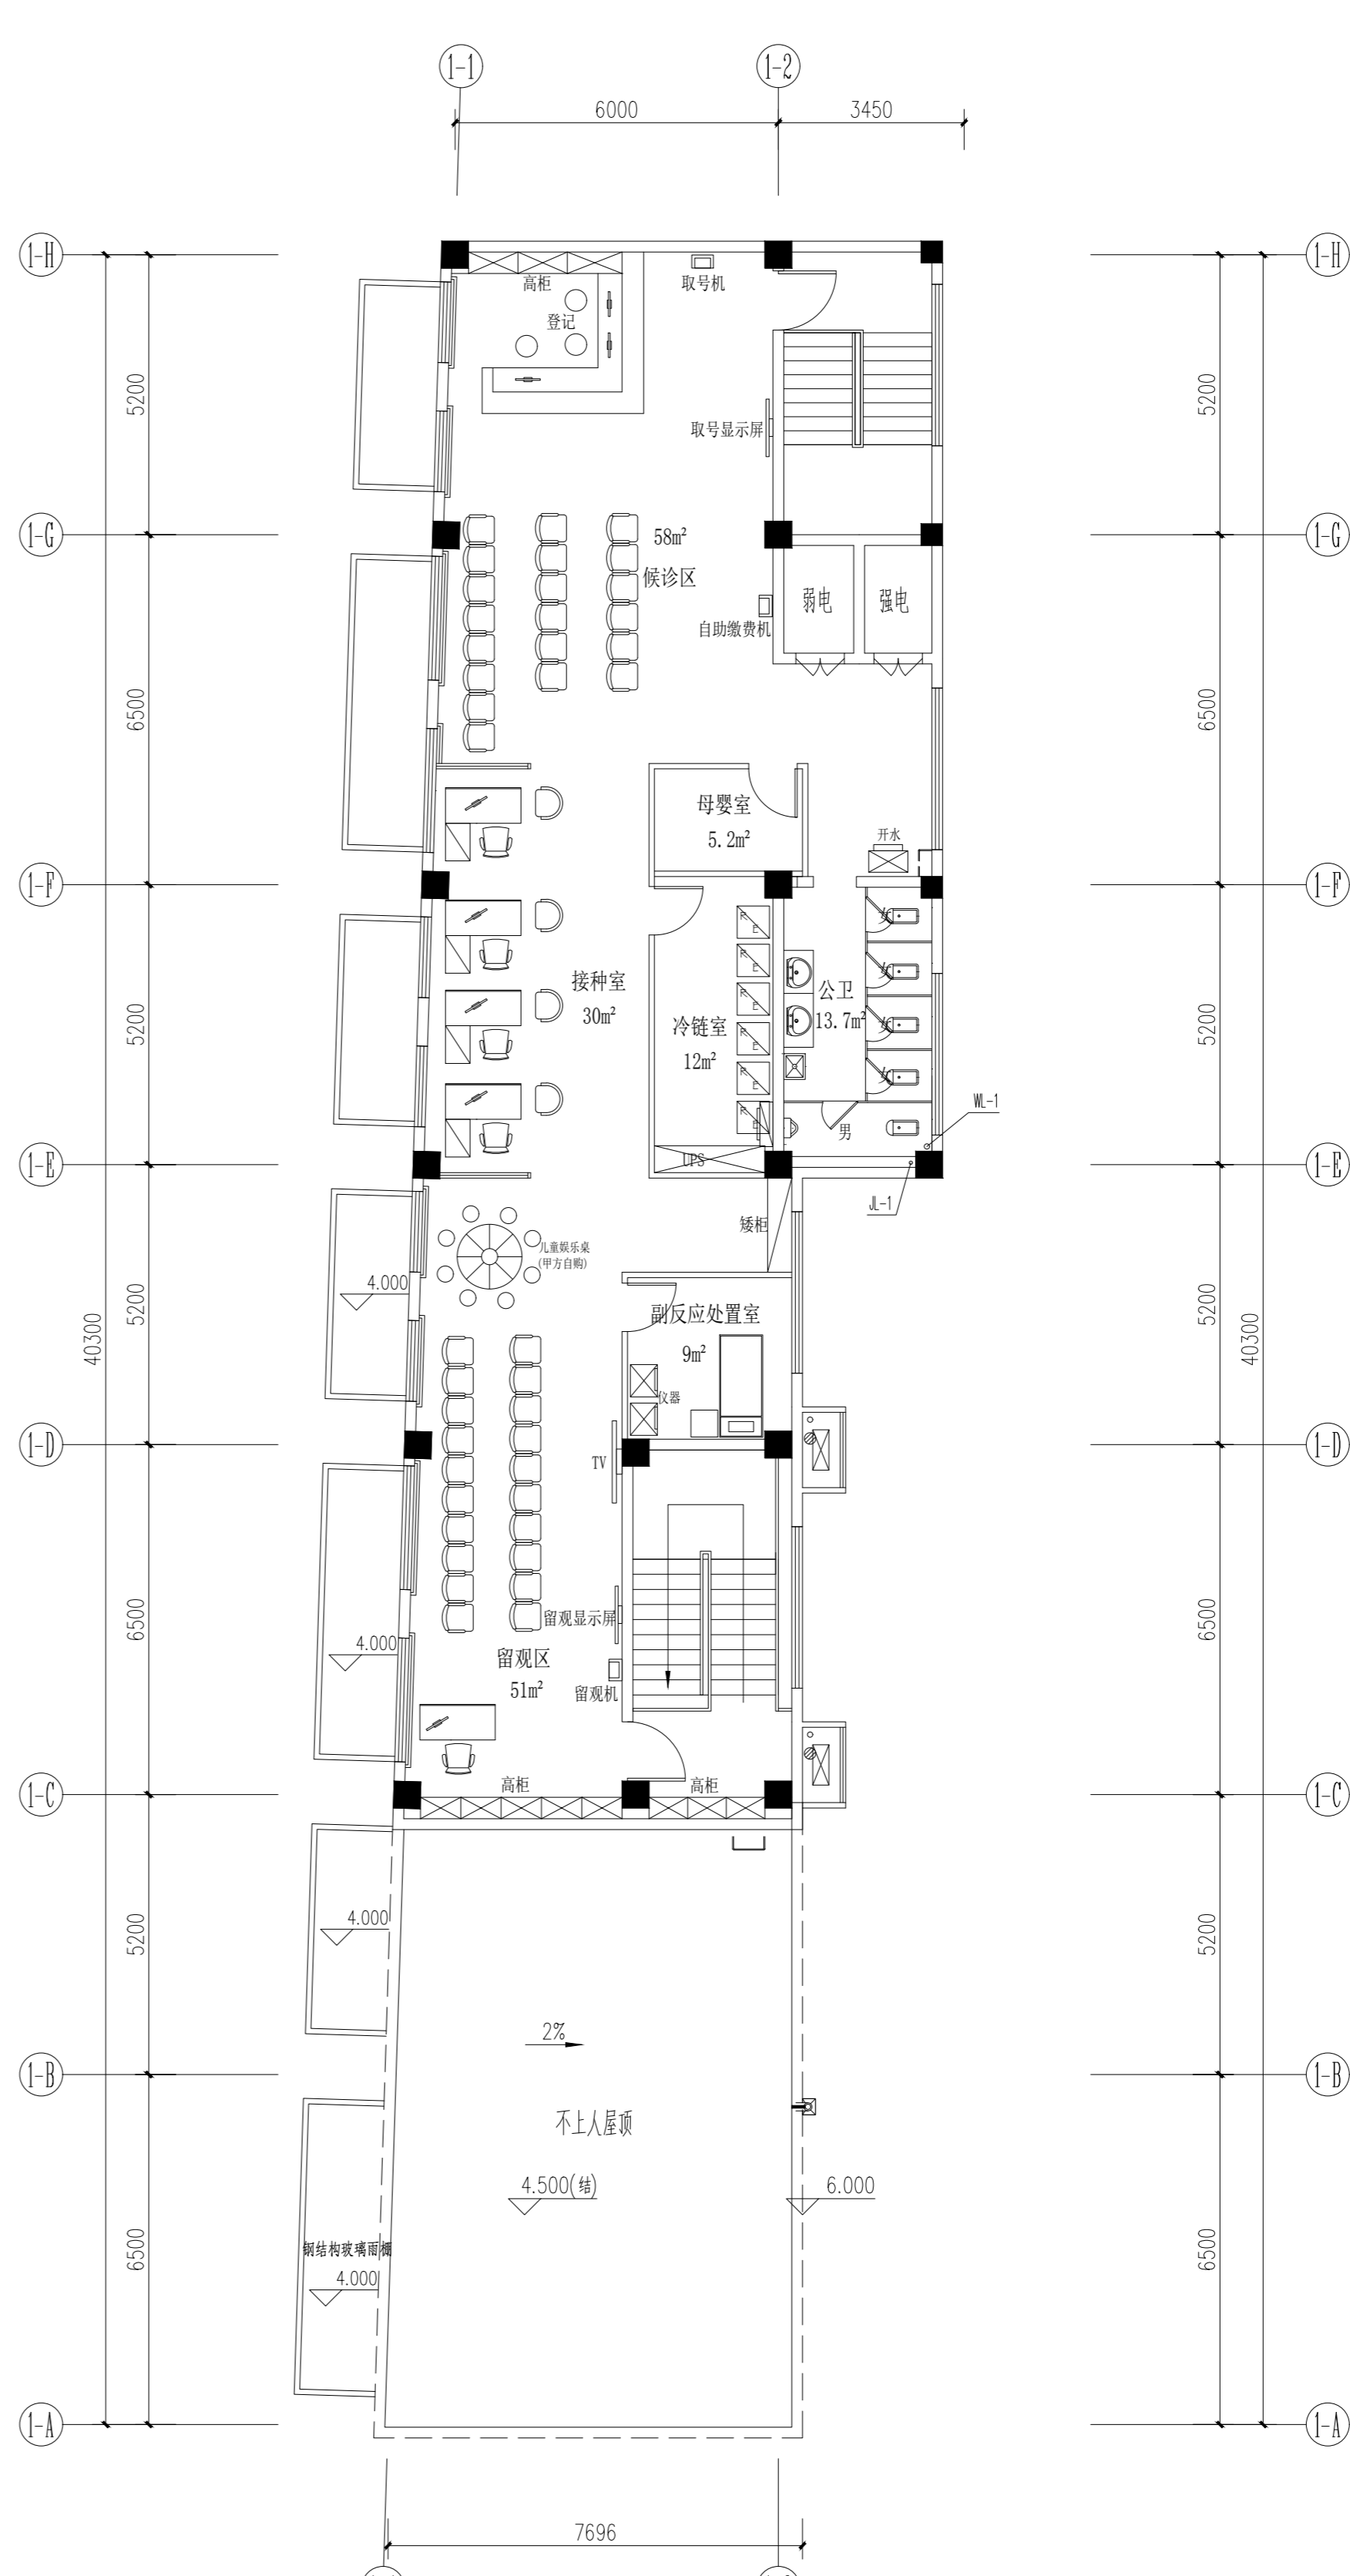 1-1
1-2
6000
3450
1-H
1-H
高柜
取号机
登记
5200
5200
取号显示屏
1-G
1-G
58m²
候诊区
弱电
强电
自助缴费机
6500
6500
母婴室
5.2m²
开水
1-F
1-F
R
E
R
E
R
E
R
E
R
E
R
E
接种室
30m²
公卫
13.7m²
冷链室
12m²
5200
5200
WL-1
男
UPS
1-E
1-E
JL-1
矮柜
儿童娱乐桌
(甲方自购)
4.000
5200
5200
40300
40300
副反应处置室
9m²
仪器
1-D
1-D
TV
留观显示屏
6500
6500
4.000
留观区
51m²
留观机
高柜
高柜
1-C
1-C
4.000
5200
5200
2%
1-B
1-B
不上人屋顶
4.500(结)
6.000
6500
6500
钢结构玻璃雨棚
4.000
1-A
1-A
7696